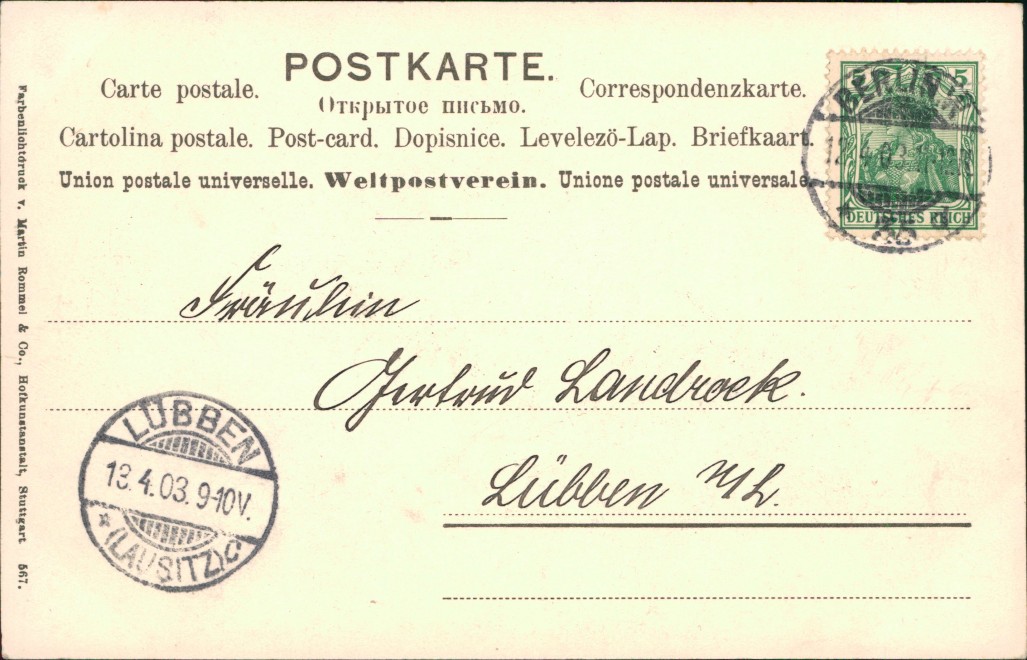 POSTKARTE.
Carte postale. Открытое письмо. Correspondenzkarte.
Cartolina postale. Post-card. Dopisnice. Levelezö-Lap. Briefkaart.
Union postale universelle. Weltpostverein. Unione postale universale.
5 5
BERLIN
DEUTSCHES REICH
Fräulein
Gertrud Landrock.
Lübben N/L.
LÜBBEN
13.4.03.9-10V.
* (LAUSITZ)C
Farbenlichtdruck v. Martin Rommel & Co., Hofkunstanstalt, Stuttgart 567.